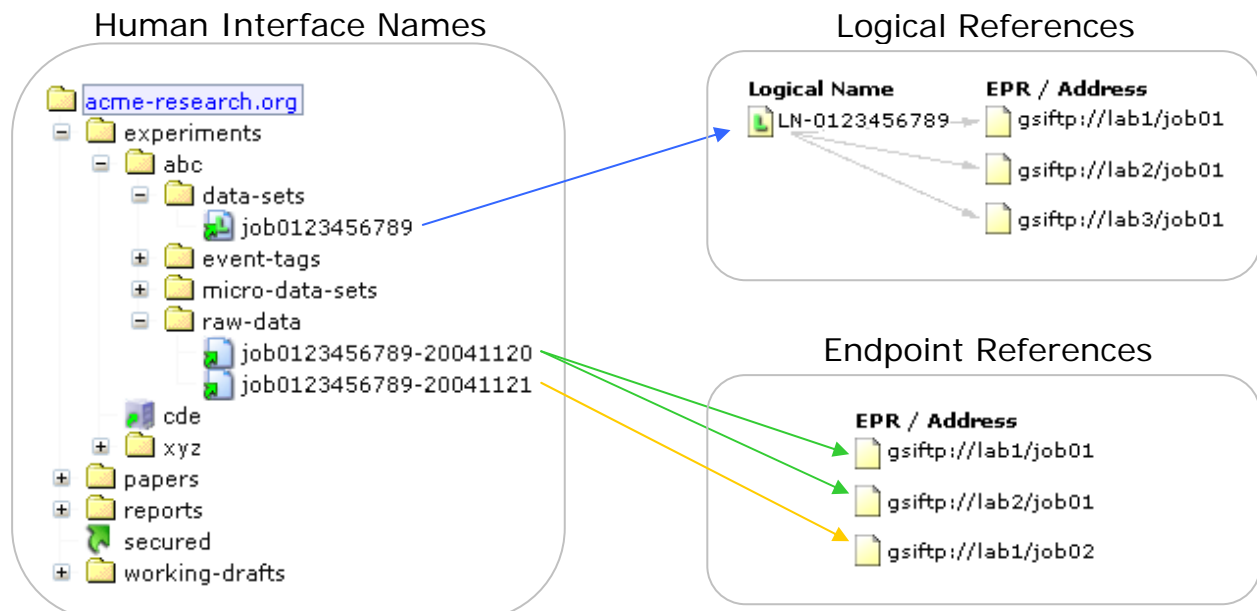 Human Interface Names
acme-research.org
experiments
abc
data-sets
job0123456789
event-tags
micro-data-sets
raw-data
job0123456789-20041120
job0123456789-20041121
cde
xyz
papers
reports
secured
working-drafts
Logical References
Logical Name EPR / Address
L LN-0123456789 gsiftp://lab1/job01
gsiftp://lab2/job01
gsiftp://lab3/job01
Endpoint References
EPR / Address
gsiftp://lab1/job01
gsiftp://lab2/job01
gsiftp://lab1/job02